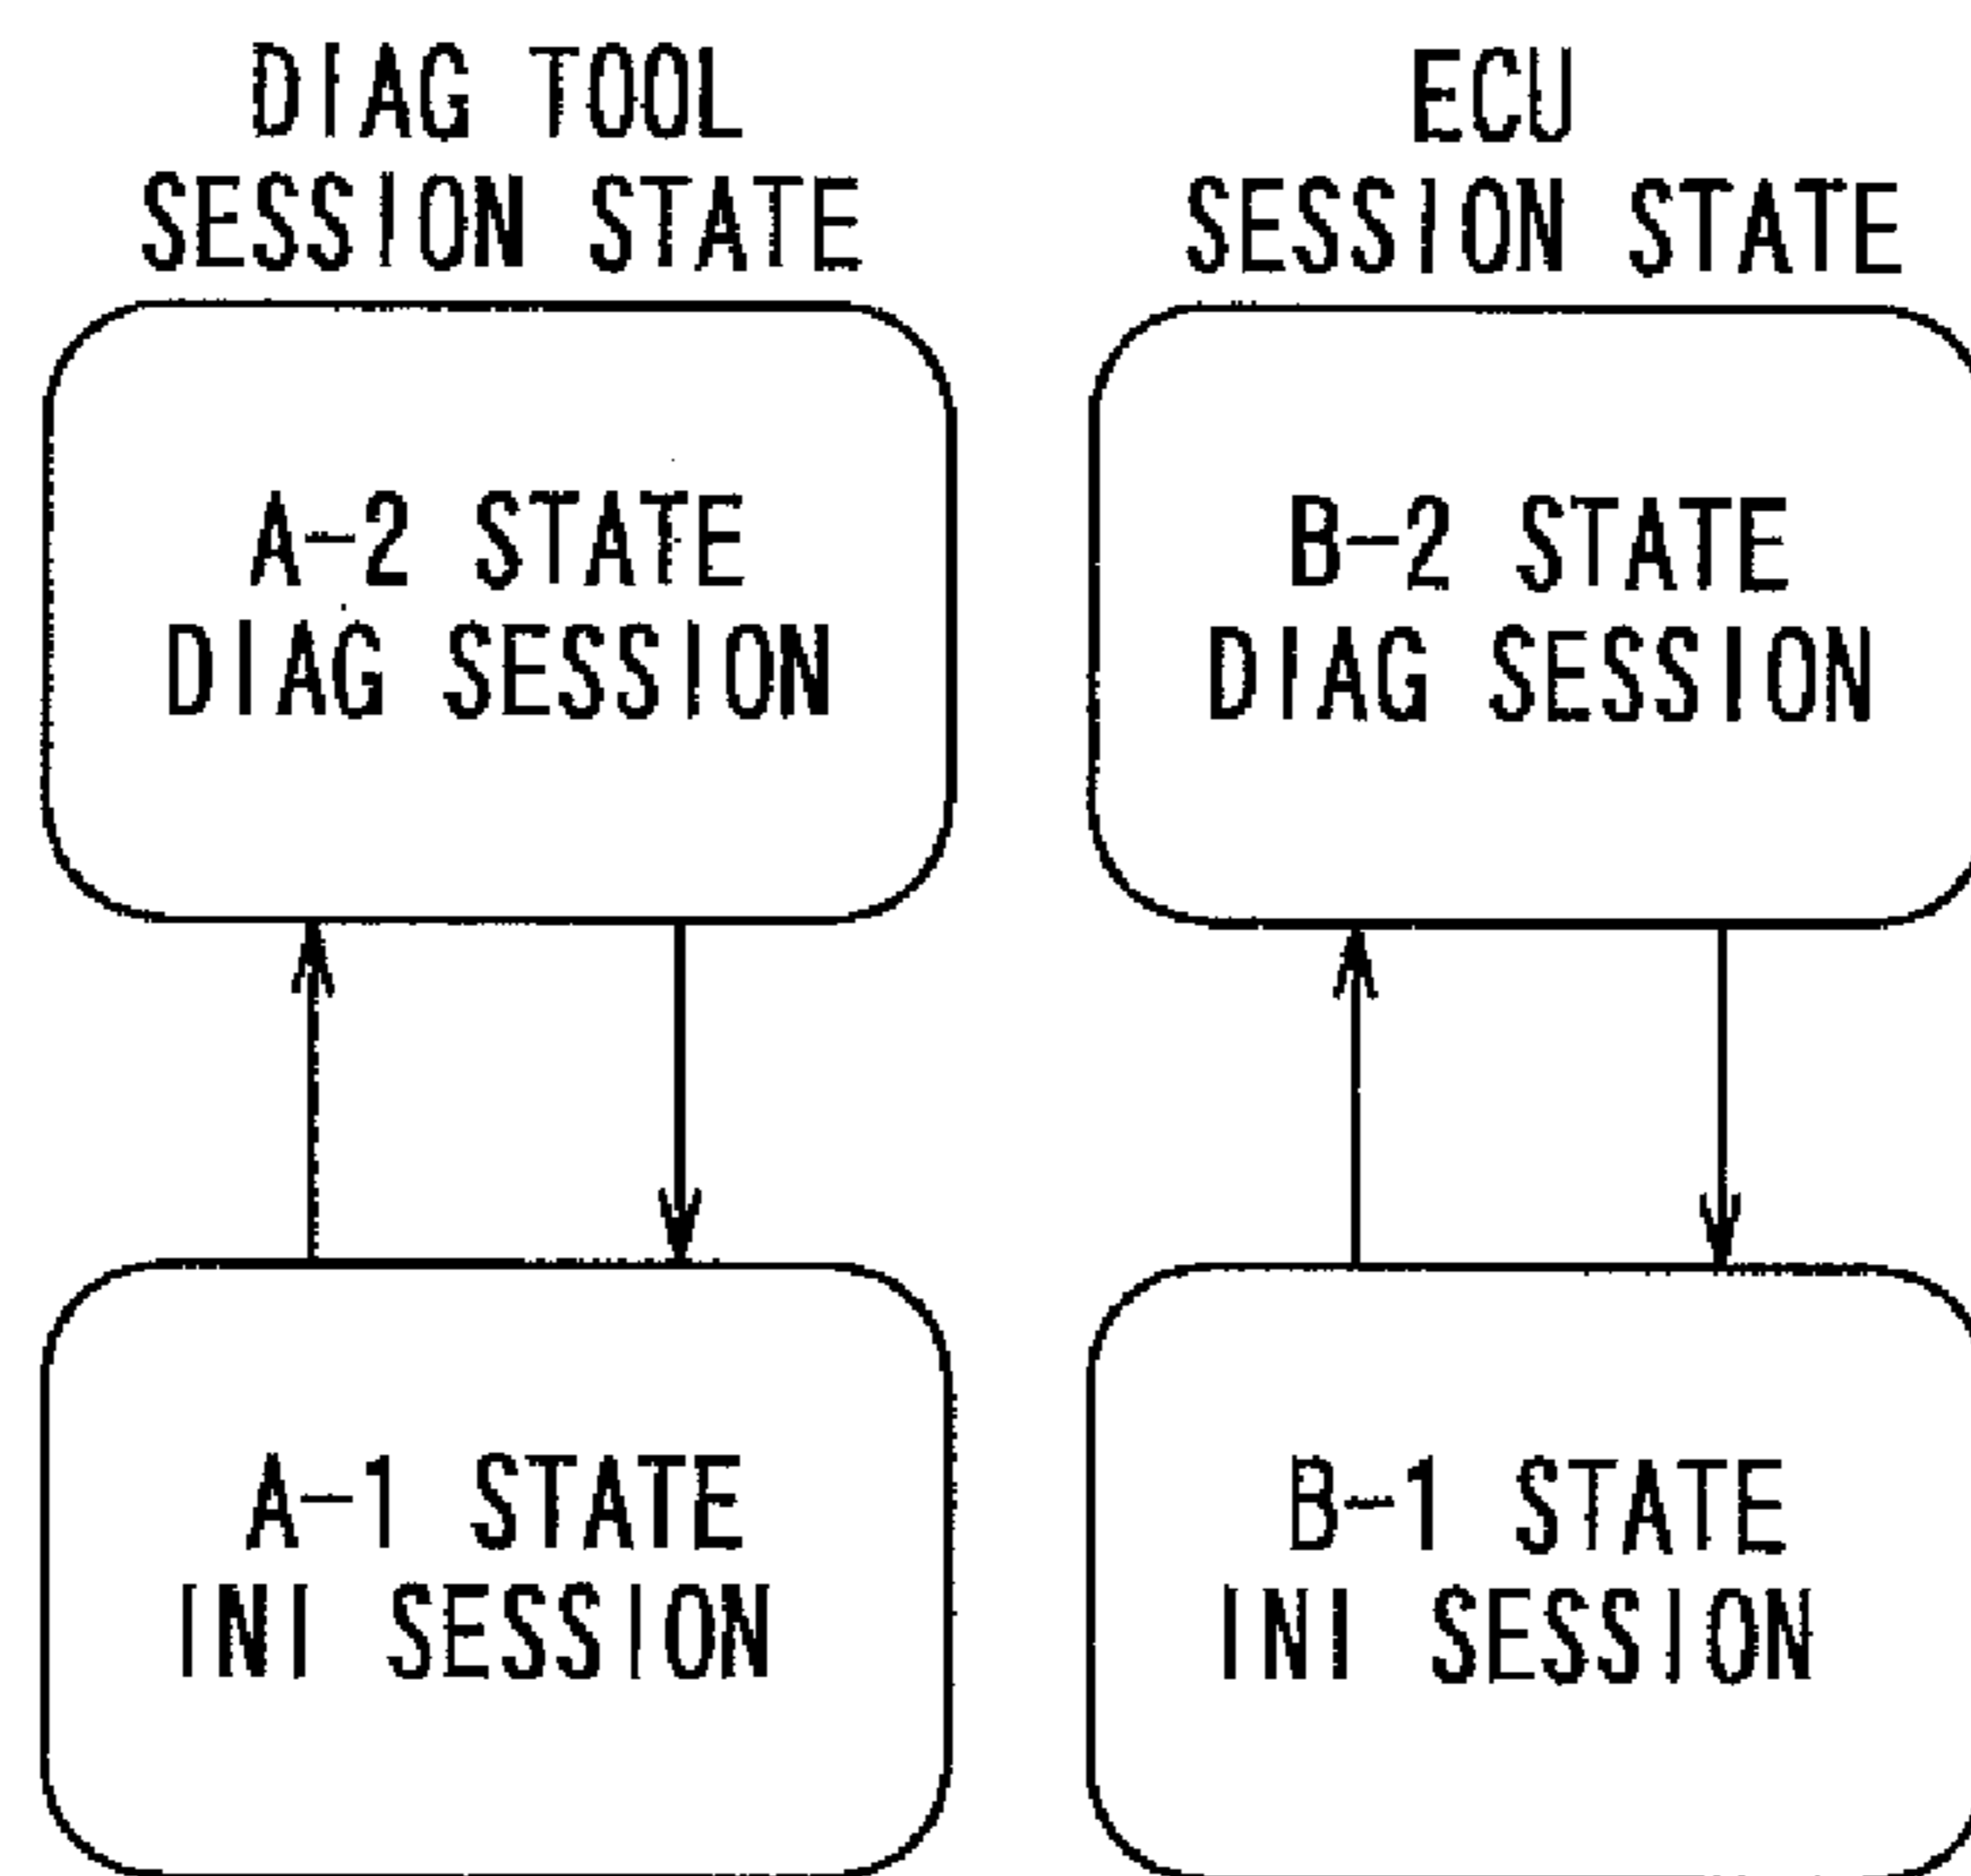 DIAG TOOL
SESSION STATE
A-2 STATE
DIAG SESSION
A-1 STATE
INI SESSION
ECU
SESSION STATE
B-2 STATE
DIAG SESSION
B-1 STATE
INI SESSION